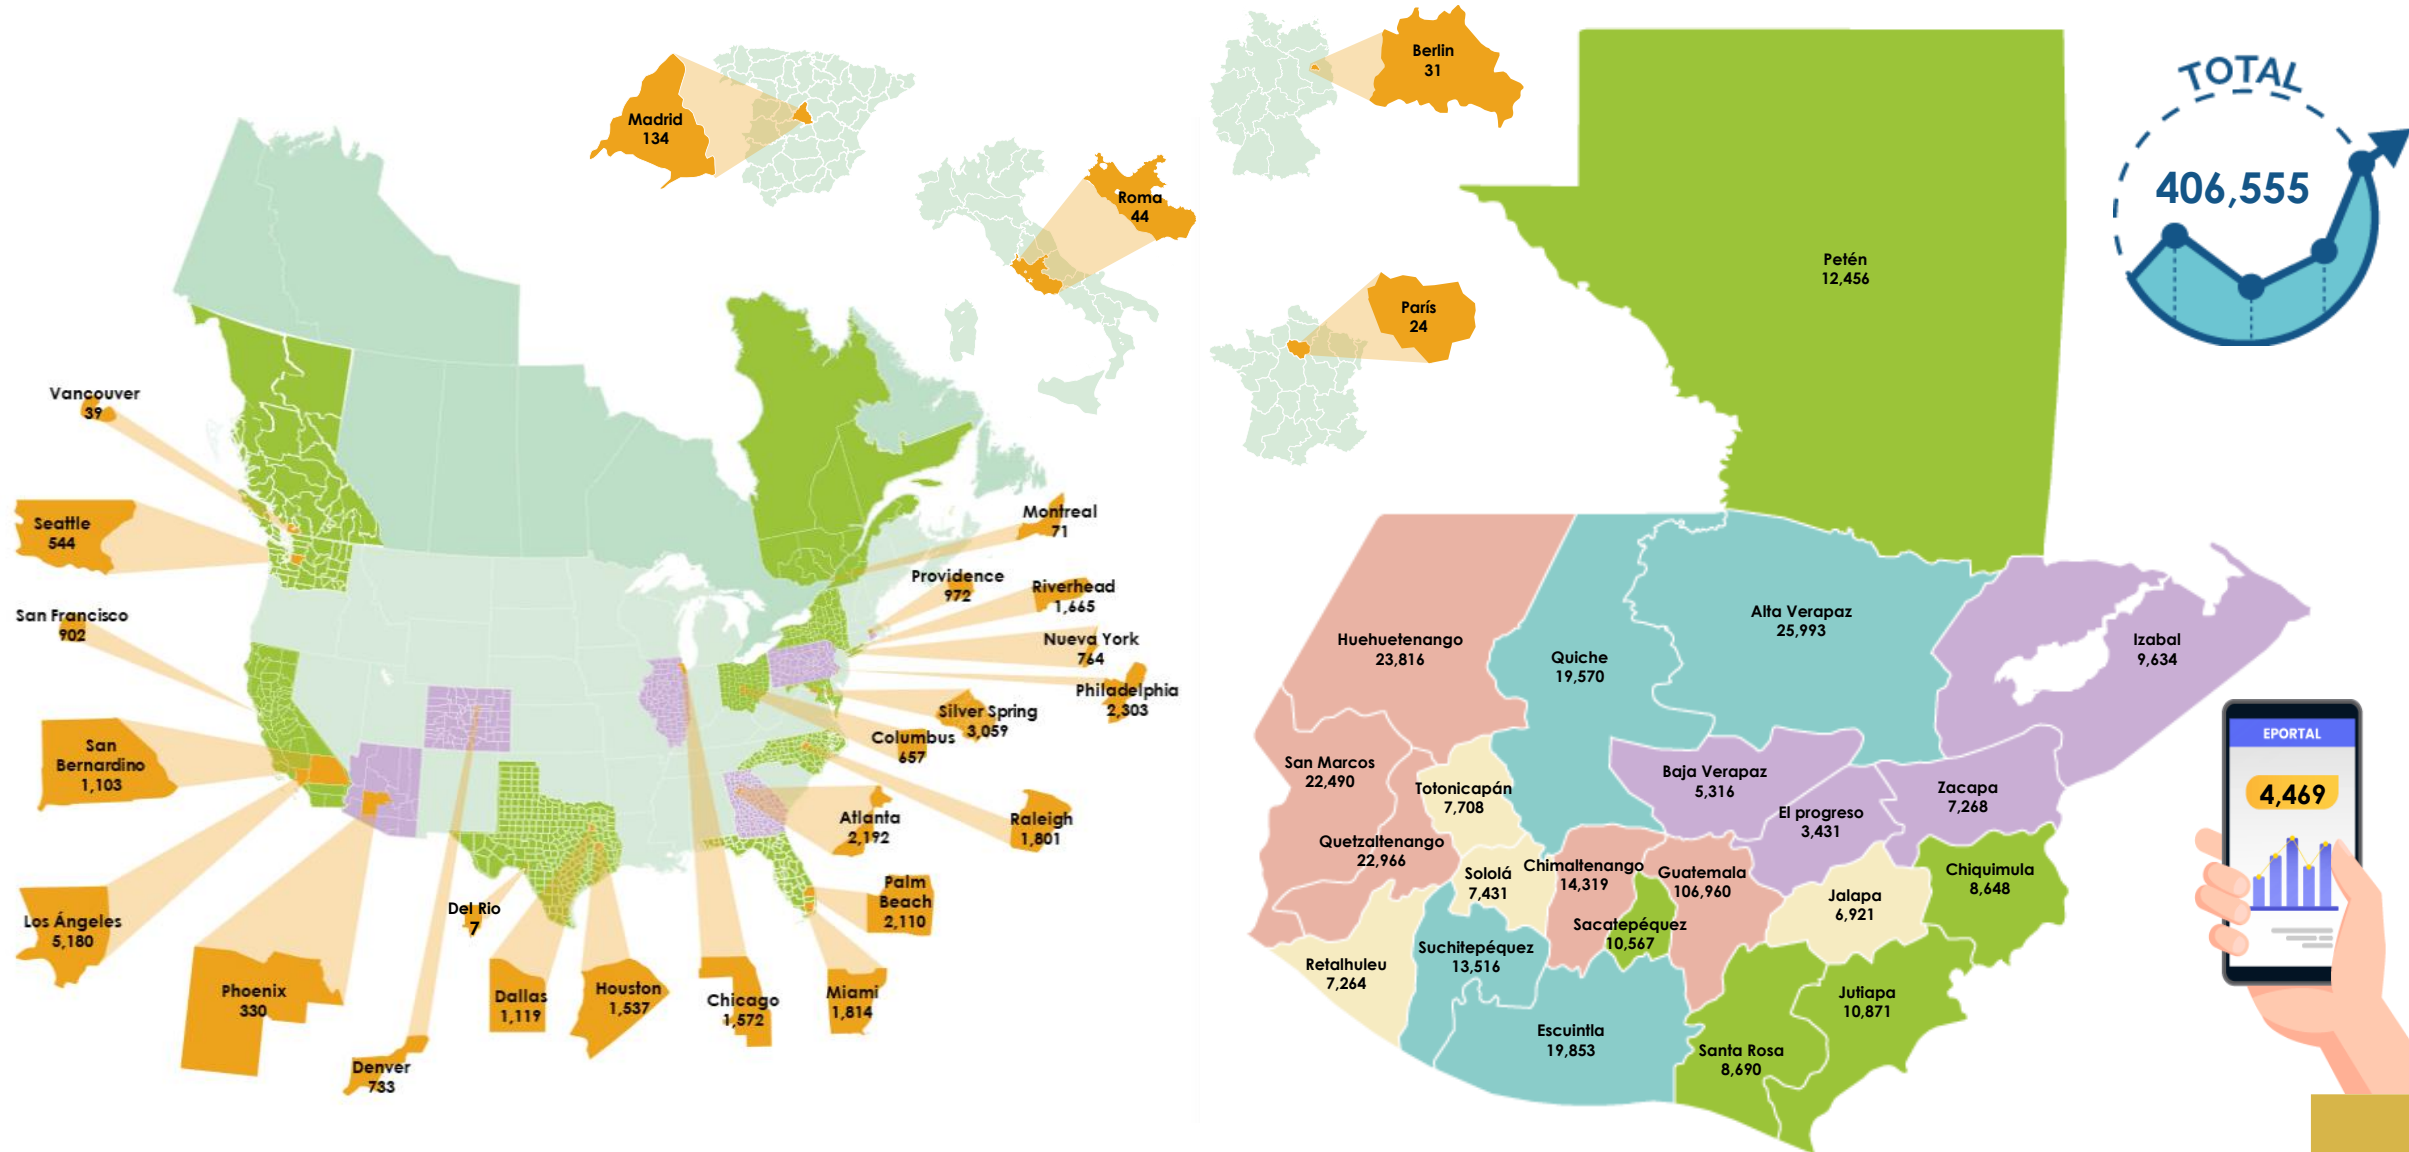 Madrid
134
Roma
44
Berlin
31
París
24
TOTAL
406,555
Vancouver
39
Seattle
544
San Francisco
902
San
Bernardino
1,103
Los Ángeles
5,180
Phoenix
330
Denver
733
Del Rio
7
Dallas
1,119
Houston
1,537
Chicago
1,572
Miami
1,814
Palm
Beach
2,110
Atlanta
2,192
Raleigh
1,801
Columbus
657
Silver Spring
3,059
Philadelphia
2,303
Nueva York
764
Riverhead
1,665
Providence
972
Montreal
71
Petén
12,456
Huehuetenango
23,816
Quiche
19,570
Alta Verapaz
25,993
Izabal
9,634
San Marcos
22,490
Totonicapán
7,708
Baja Verapaz
5,316
El progreso
3,431
Zacapa
7,268
Quetzaltenango
22,966
Sololá
7,431
Chimaltenango
14,319
Guatemala
106,960
Sacatepéquez
10,567
Jalapa
6,921
Chiquimula
8,648
Retalhuleu
7,264
Suchitepéquez
13,516
Escuintla
19,853
Santa Rosa
8,690
Jutiapa
10,871
EPORTAL
4,469